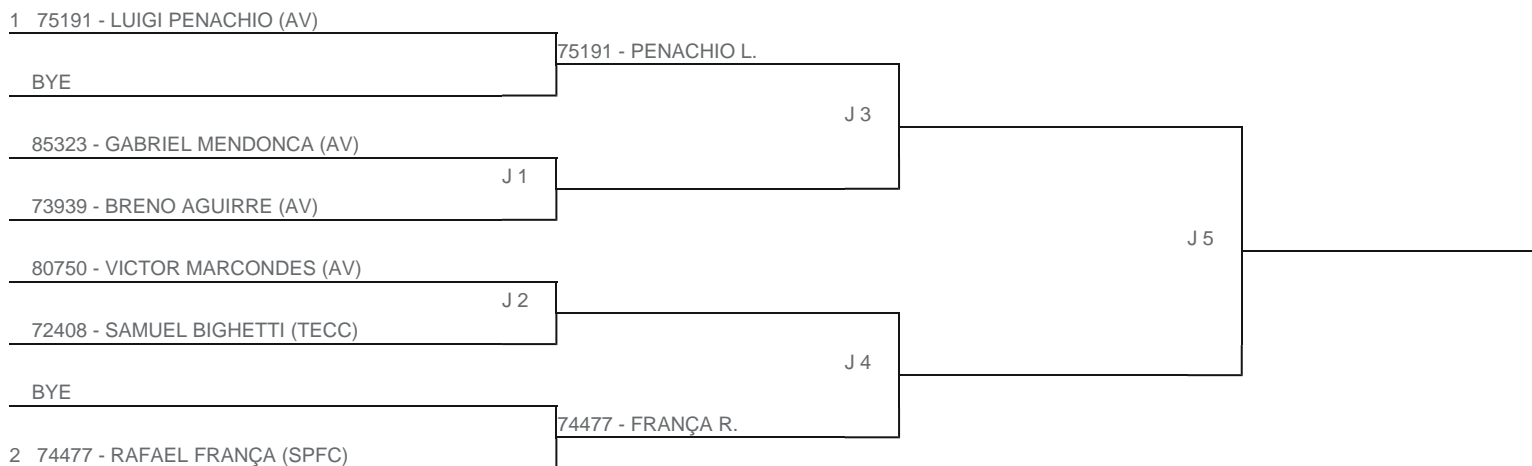 1 75191 - LUIGI PENACHIO (AV)
75191 - PENACHIO L.
BYE
J 3
85323 - GABRIEL MENDONCA (AV)
J 1
73939 - BRENO AGUIRRE (AV)
J 5
80750 - VICTOR MARCONDES (AV)
J 2
72408 - SAMUEL BIGHETTI (TECC)
J 4
BYE
74477 - FRANÇA R.
2 74477 - RAFAEL FRANÇA (SPFC)